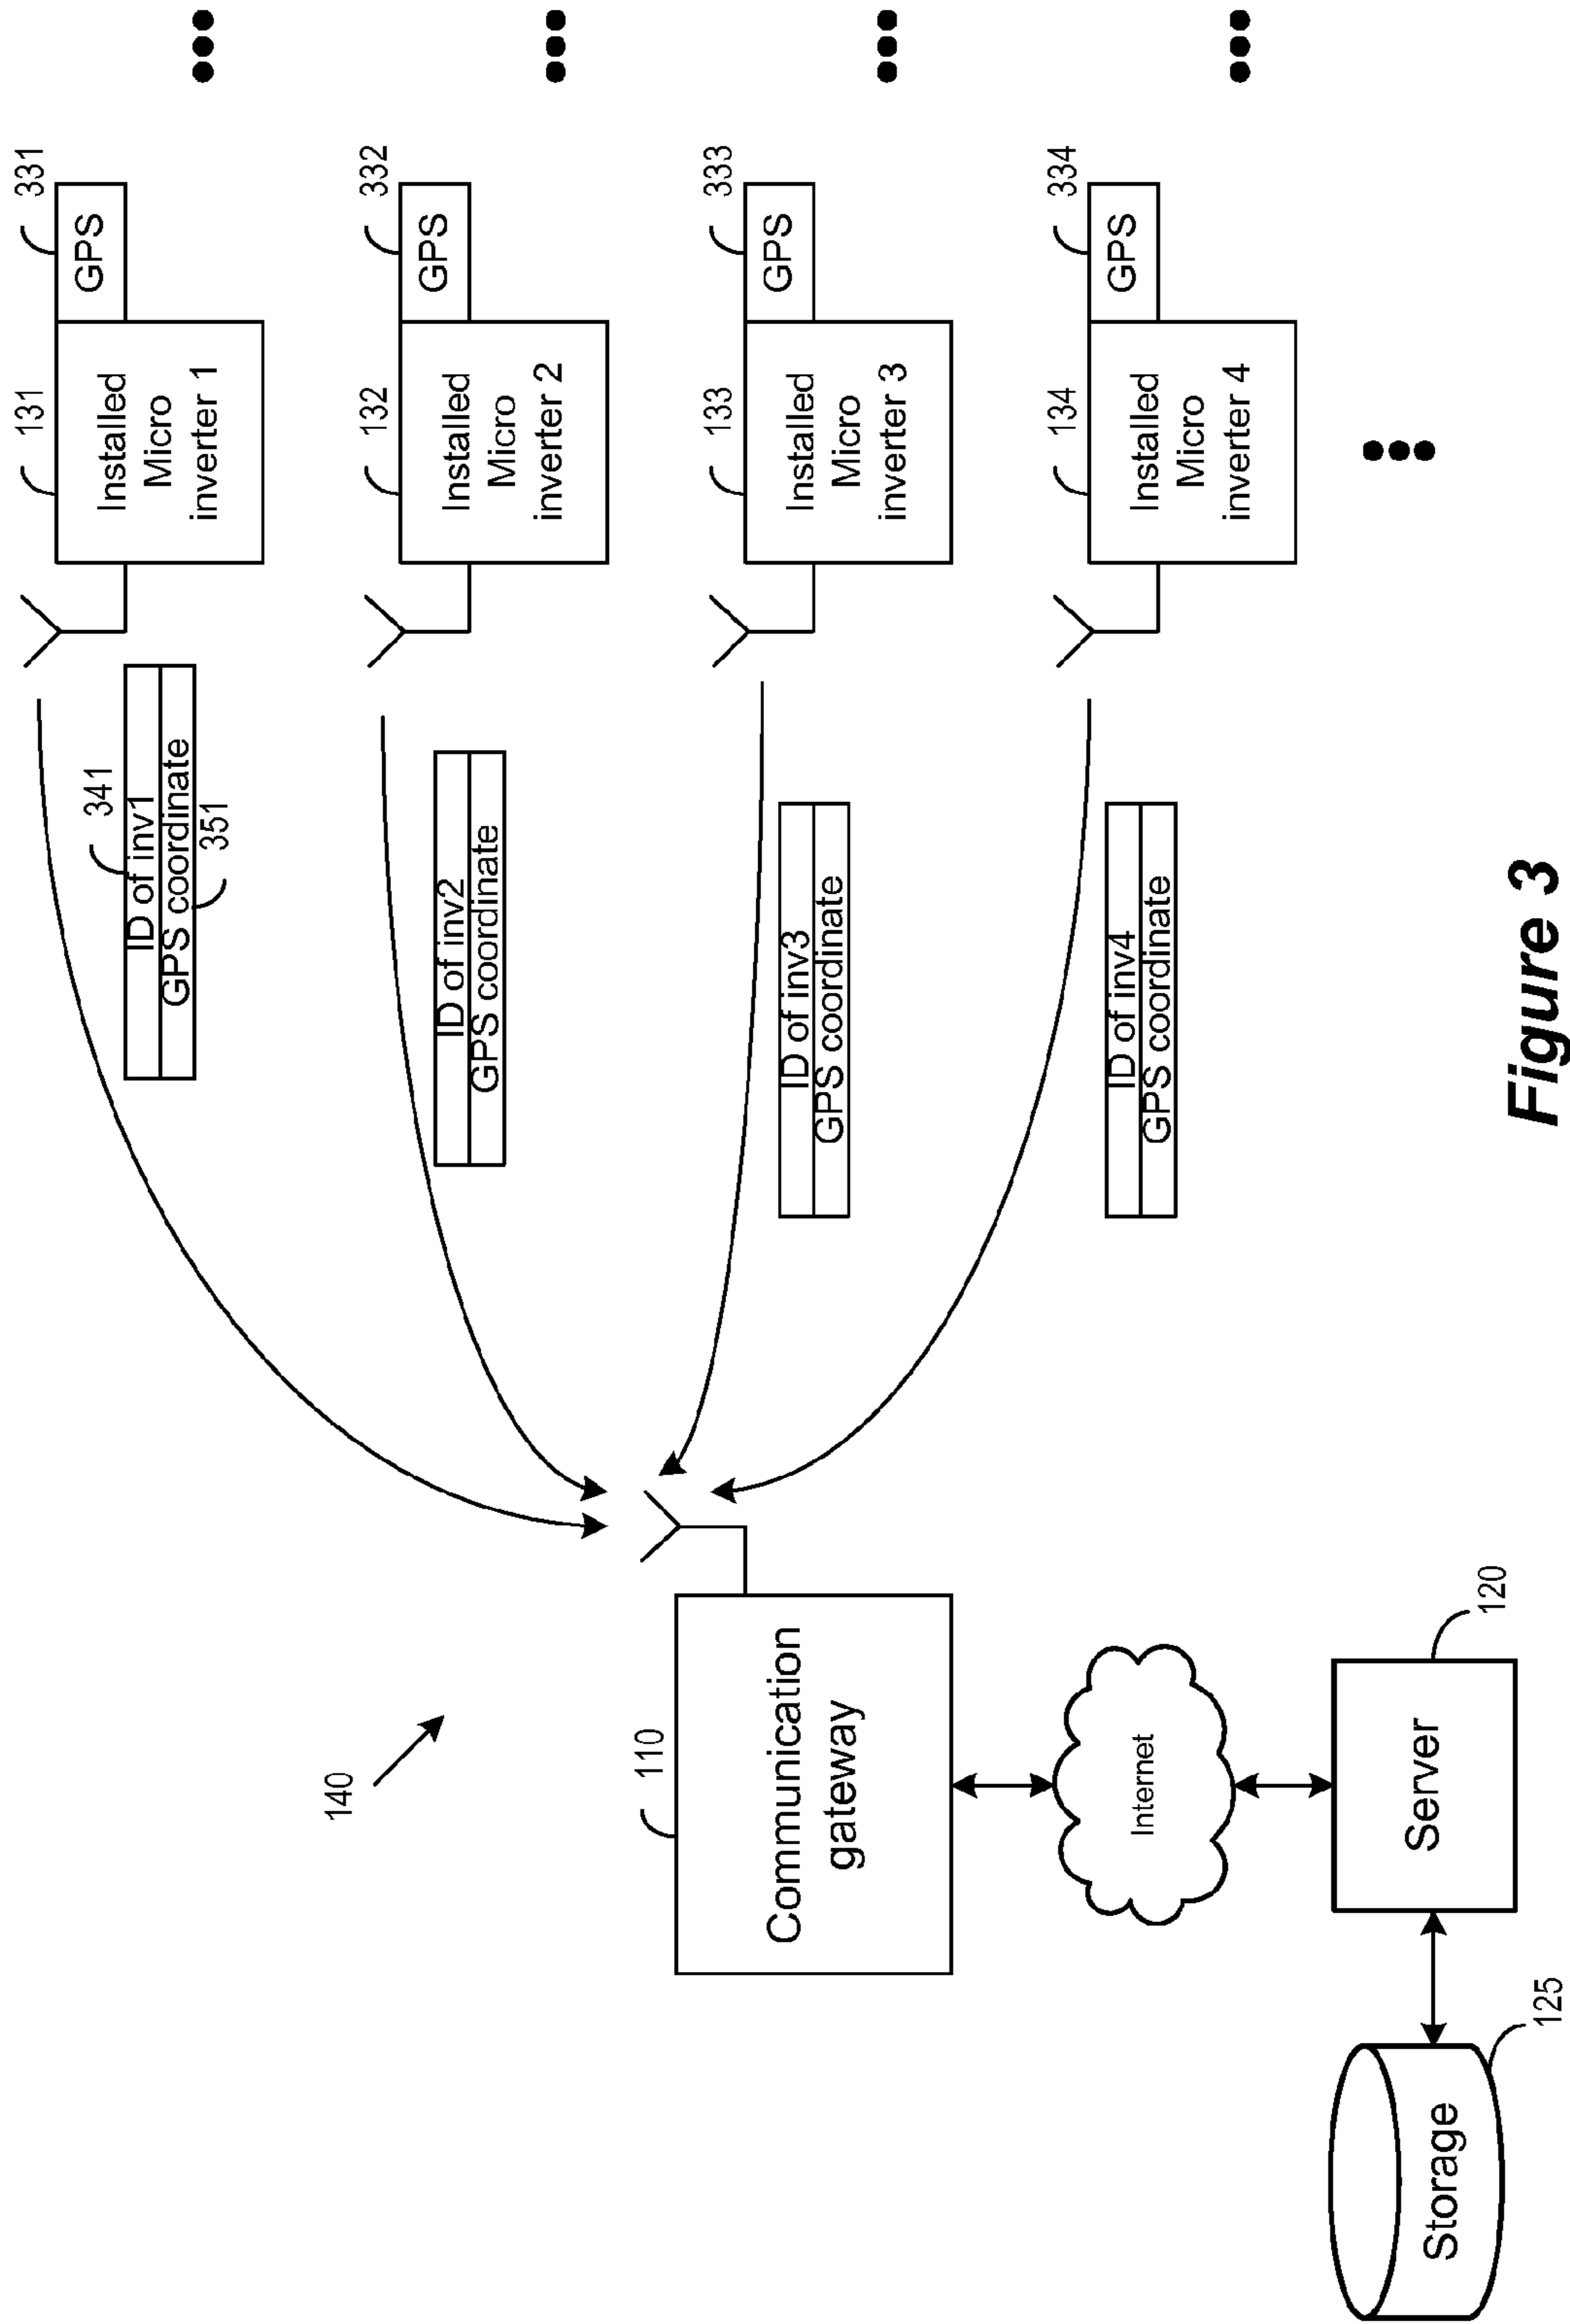 331
GPS
131
Installed
Micro
inverter 1
341
ID of inv1
GPS coordinate
351
332
GPS
132
Installed
Micro
inverter 2
ID of inv2
GPS coordinate
333
GPS
133
Installed
Micro
inverter 3
ID of inv3
GPS coordinate
334
GPS
134
Installed
Micro
inverter 4
ID of inv4
GPS coordinate
140
110
Communication
gateway
Internet
Server
120
Storage
125
Figure 3